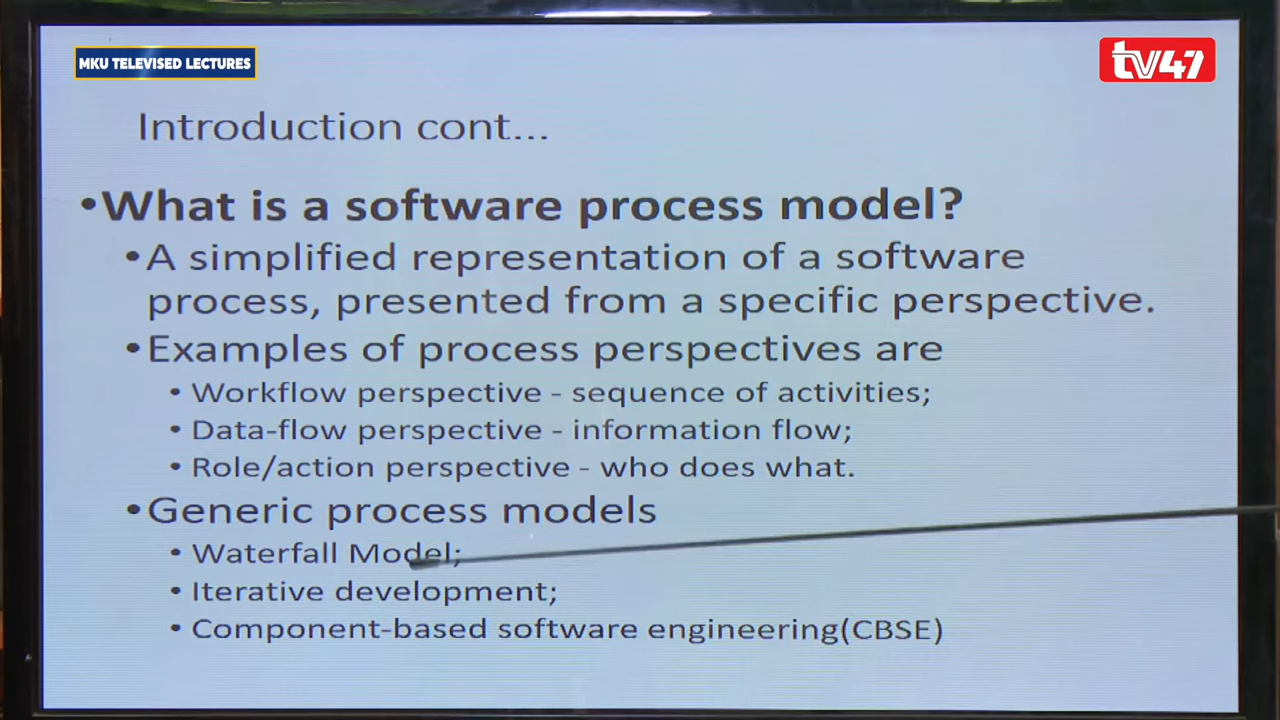 MKU TELEVISED LECTURES
tv47
Introduction cont...
•What is a software process model?
•A simplified representation of a software
process, presented from a specific perspective.
•Examples of process perspectives are
• Workflow perspective - sequence of activities;
• Data-flow perspective - information flow;
• Role/action perspective - who does what.
•Generic process models
• Waterfall Model;
• Iterative development;
• Component-based software engineering(CBSE)